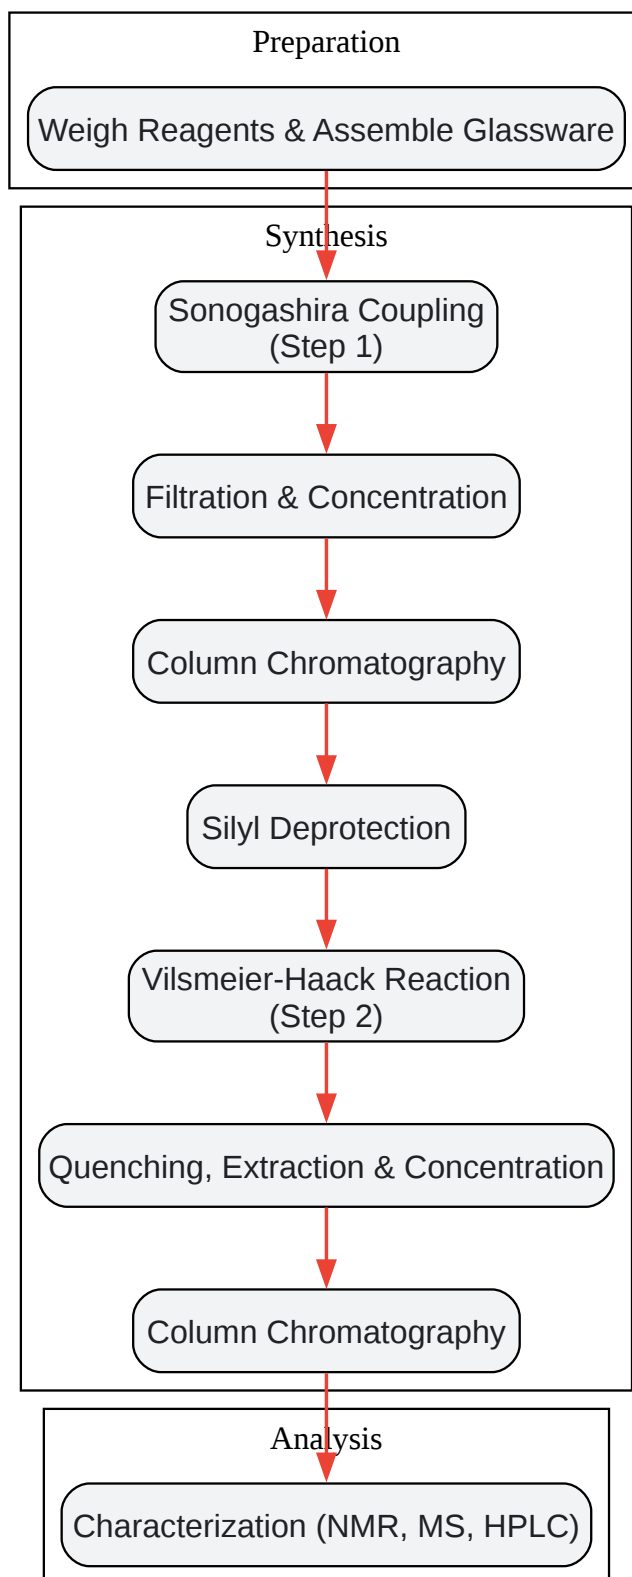 Preparation
Weigh Reagents & Assemble Glassware
Synthesis
Sonogashira Coupling
(Step 1)
Filtration & Concentration
Column Chromatography
Silyl Deprotection
Vilsmeier-Haack Reaction
(Step 2)
Quenching, Extraction & Concentration
Column Chromatography
Analysis
Characterization (NMR, MS, HPLC)